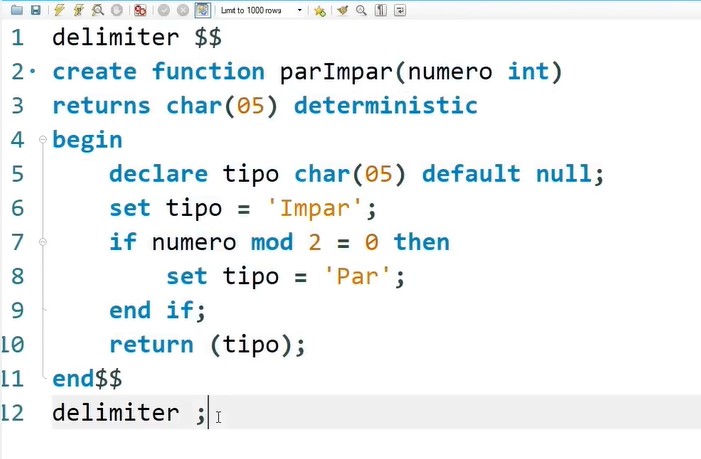 Limit to 1000 rows
1 delimiter $$
2 create function parImpar(numero int)
3 returns char(05) deterministic
4 begin
5 declare tipo char(05) default null;
6 set tipo = 'Impar';
7 if numero mod 2 = 0 then
8 set tipo = 'Par';
9 end if;
10 return (tipo);
11 end$$
12 delimiter ;